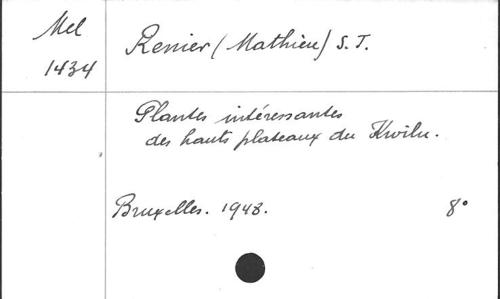 Mel
1434
Renier (Mathieu) S. J.
Plantes intéressantes
des hauts plateaux du Kwilu.
Bruxelles. 1948. 8°